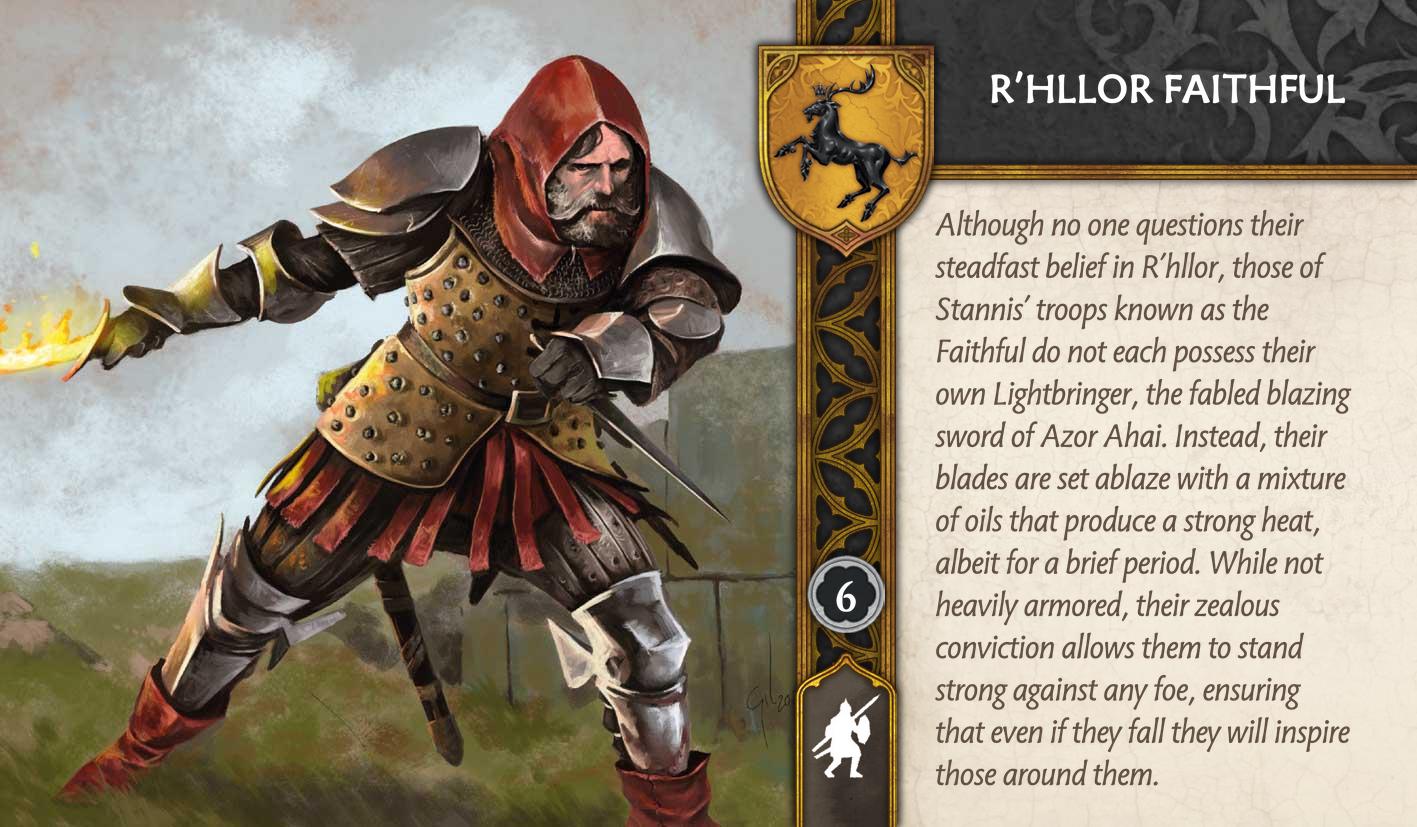 R'HLLOR FAITHFUL
Although no one questions their
steadfast belief in R'hllor, those of
Stannis' troops known as the
Faithful do not each possess their
own Lightbringer, the fabled blazing
sword of Azor Ahai. Instead, their
blades are set ablaze with a mixture
of oils that produce a strong heat,
albeit for a brief period. While not
heavily armored, their zealous
conviction allows them to stand
strong against any foe, ensuring
that even if they fall they will inspire
those around them.
6